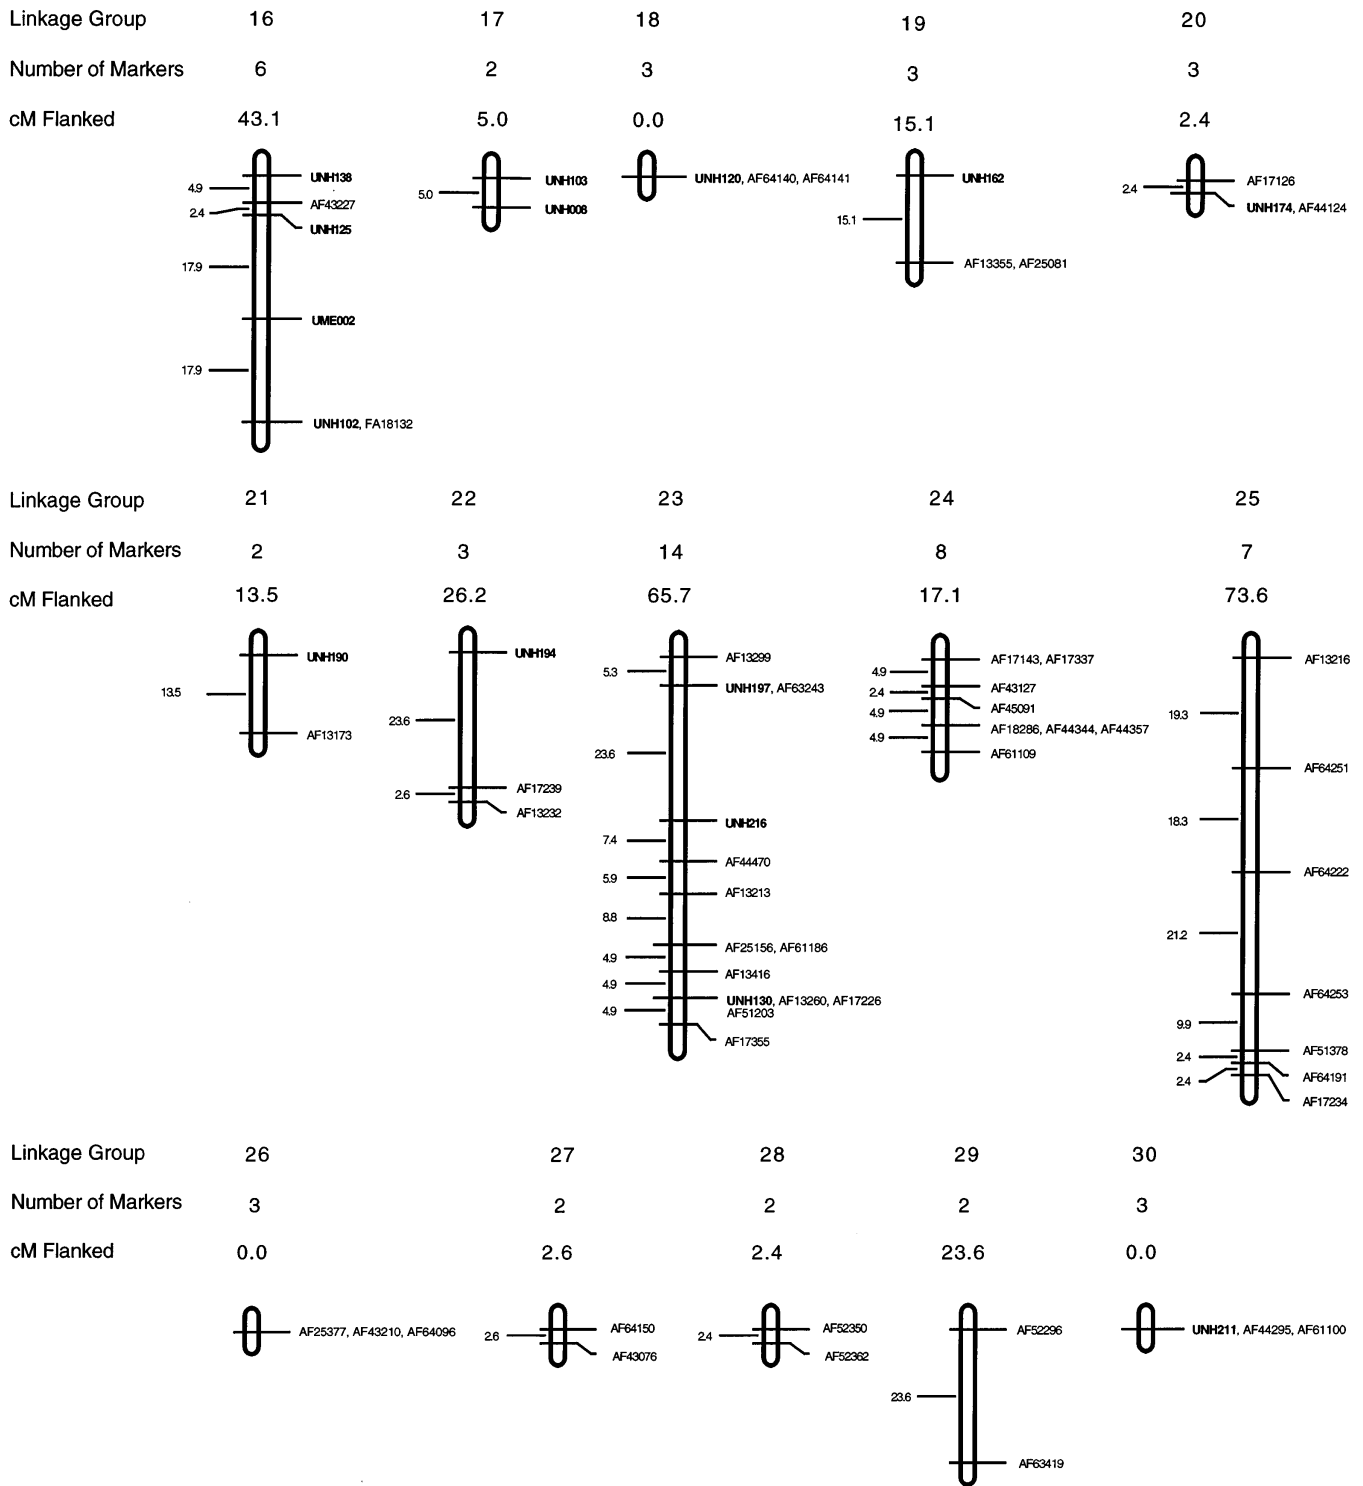 Linkage Group 16 17 18 19 20
Number of Markers 6 2 3 3 3
cM Flanked 43.1 5.0 0.0 15.1 2.4
4.9
2.4
17.9
17.9
UNH138
AF43227
UNH125
UME002
UNH102, FA18132
5.0
UNH103
UNH008
UNH120, AF64140, AF64141
15.1
UNH162
AF13355, AF25081
2.4
AF17126
UNH174, AF44124
Linkage Group 21 22 23 24 25
Number of Markers 2 3 14 8 7
cM Flanked 13.5 26.2 65.7 17.1 73.6
13.5
UNH190
AF13173
23.6
2.6
UNH194
AF17239
AF13232
5.3
23.6
7.4
5.9
8.8
4.9
4.9
4.9
AF13299
UNH197, AF63243
UNH216
AF44470
AF13213
AF25156, AF61186
AF13416
UNH130, AF13260, AF17226
AF51203
AF17355
4.9
2.4
4.9
4.9
AF17143, AF17337
AF43127
AF45091
AF18286, AF44344, AF44357
AF61109
19.3
18.3
21.2
9.9
2.4
2.4
AF13216
AF64251
AF64222
AF64253
AF51378
AF64191
AF17234
Linkage Group 26 27 28 29 30
Number of Markers 3 2 2 2 3
cM Flanked 0.0 2.6 2.4 23.6 0.0
AF25377, AF43210, AF64096
2.6
AF64150
AF43076
2.4
AF52350
AF52362
23.6
AF52296
AF63419
UNH211, AF44295, AF61100